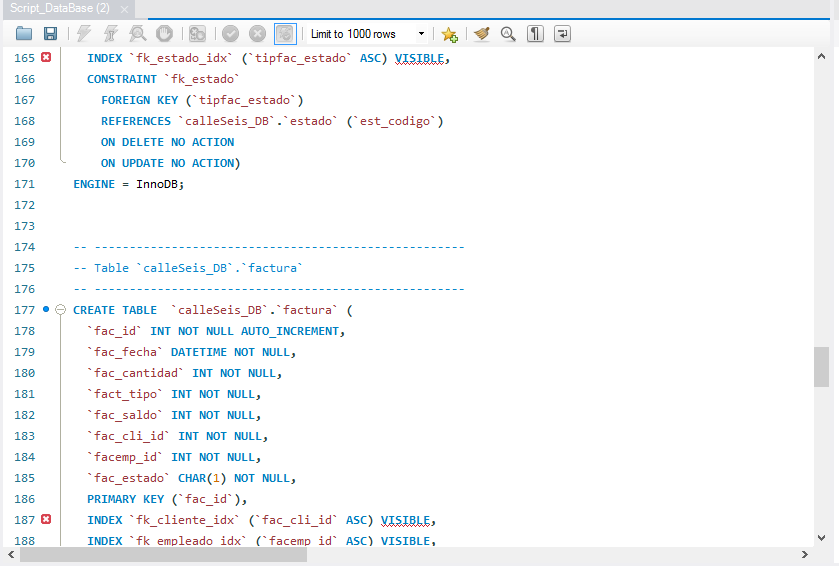 Script_DataBase (2) ×
Limit to 1000 rows
165 INDEX `fk_estado_idx` (`tipfac_estado` ASC) VISIBLE,
166 CONSTRAINT `fk_estado`
167 FOREIGN KEY (`tipfac_estado`)
168 REFERENCES `calleSeis_DB`.`estado` (`est_codigo`)
169 ON DELETE NO ACTION
170 ON UPDATE NO ACTION)
171 ENGINE = InnoDB;
172
173
174 -- -----------------------------------------------------
175 -- Table `calleSeis_DB`.`factura`
176 -- -----------------------------------------------------
177 CREATE TABLE  `calleSeis_DB`.`factura` (
178 `fac_id` INT NOT NULL AUTO_INCREMENT,
179 `fac_fecha` DATETIME NOT NULL,
180 `fac_cantidad` INT NOT NULL,
181 `fact_tipo` INT NOT NULL,
182 `fac_saldo` INT NOT NULL,
183 `fac_cli_id` INT NOT NULL,
184 `facemp_id` INT NOT NULL,
185 `fac_estado` CHAR(1) NOT NULL,
186 PRIMARY KEY (`fac_id`),
187 INDEX `fk_cliente_idx` (`fac_cli_id` ASC) VISIBLE,
188 INDEX `fk_empleado_idx` (`facemp_id` ASC) VISIBLE,